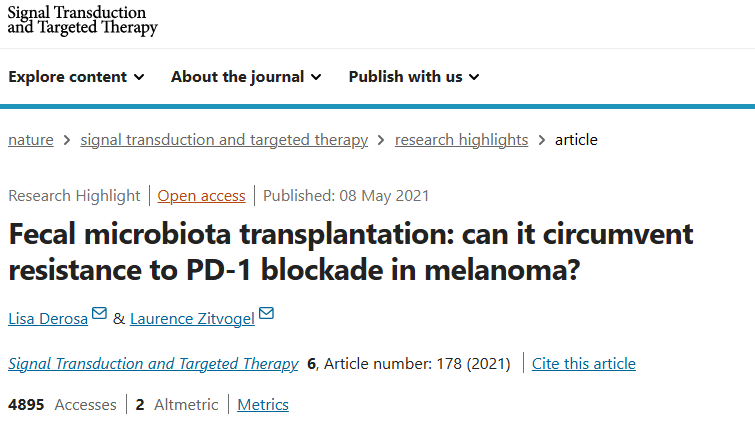 Signal Transduction
and Targeted Therapy
Explore content About the journal Publish with us
nature > signal transduction and targeted therapy > research highlights > article
Research Highlight | Open access | Published: 08 May 2021
Fecal microbiota transplantation: can it circumvent
resistance to PD-1 blockade in melanoma?
Lisa Derosa & Laurence Zitvogel
Signal Transduction and Targeted Therapy 6, Article number: 178 (2021) | Cite this article
4895 Accesses | 2 Altmetric | Metrics